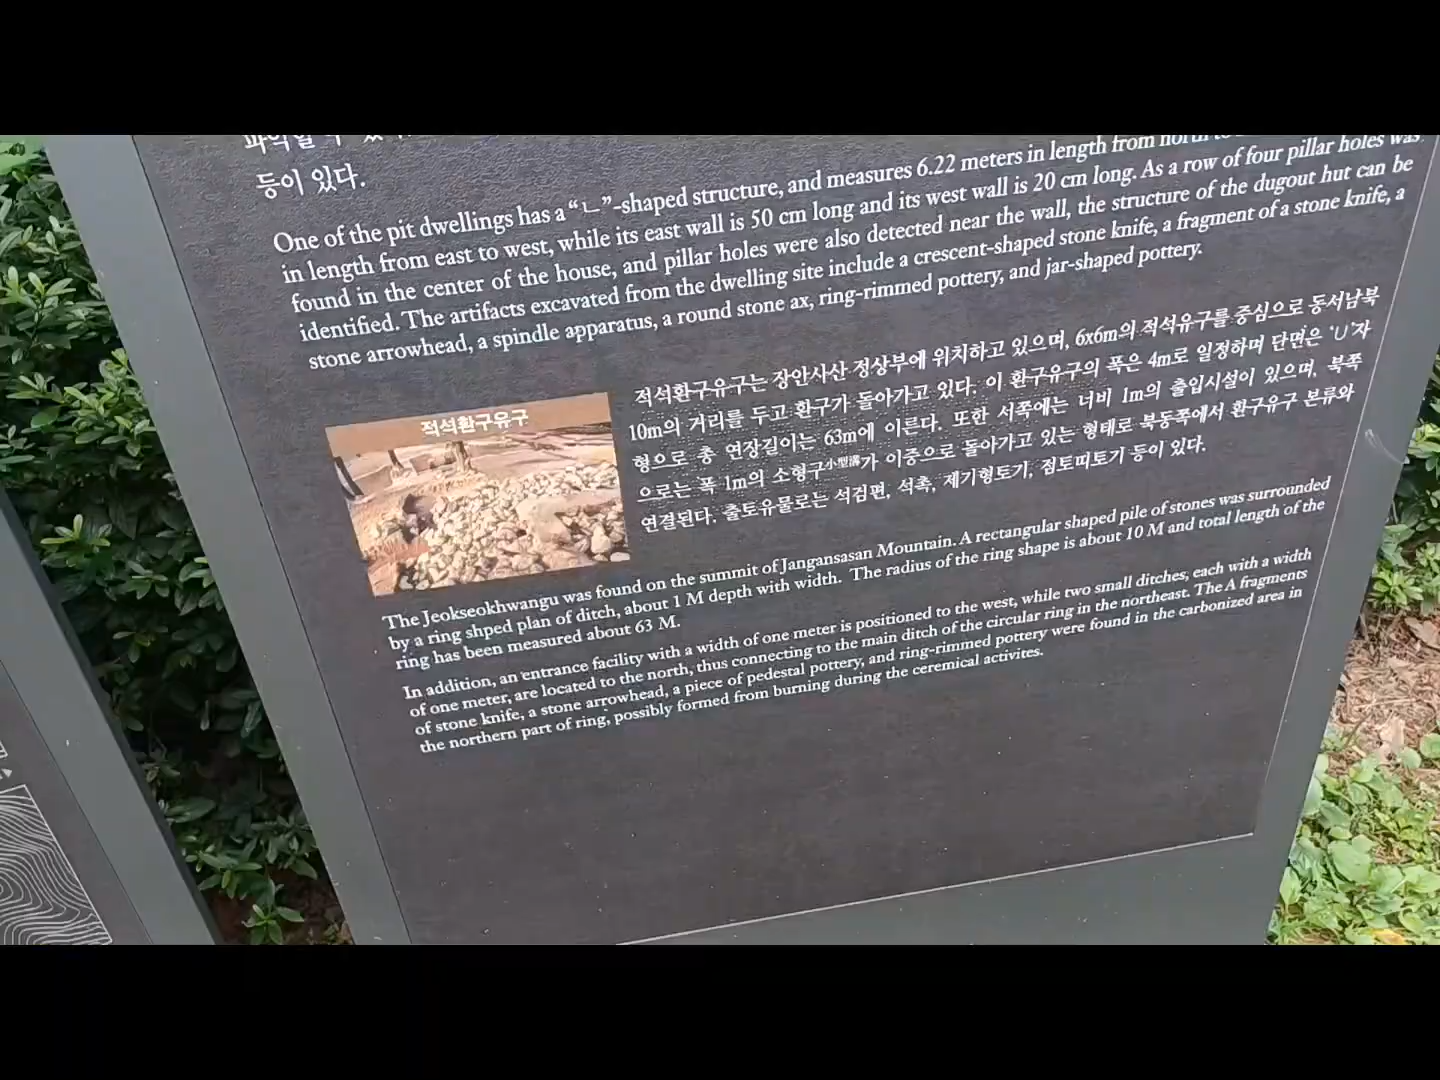 등이 있다.
One of the pit dwellings has a “ㄴ”-shaped structure, and measures 6.22 meters in length from north to
in length from east to west, while its east wall is 50 cm long and its west wall is 20 cm long. As a row of four pillar holes was
found in the center of the house, and pillar holes were also detected near the wall, the structure of the dugout hut can be
identified. The artifacts excavated from the dwelling site include a crescent-shaped stone knife, a fragment of a stone knife, a
stone arrowhead, a spindle apparatus, a round stone ax, ring-rimmed pottery, and jar-shaped pottery.
적석환구유구
적석환구유구는 장안사산 정상부에 위치하고 있으며, 6x6m의 적석유구를 중심으로 동서남북
10m의 거리를 두고 환구가 돌아가고 있다. 이 환구유구의 폭은 4m로 일정하며 단면은 ‘U’자
형으로 총 연장길이는 63m에 이른다. 또한 서쪽에는 너비 1m의 출입시설이 있으며, 북쪽
으로는 폭 1m의 소형구小型溝가 이중으로 돌아가고 있는 형태로 북동쪽에서 환구유구 본류와
연결된다. 출토유물로는 석검편, 석촉, 제기형토기, 점토띠토기 등이 있다.
The Jeokseokhwangu was found on the summit of Jangansasan Mountain. A rectangular shaped pile of stones was surrounded
by a ring shped plan of ditch, about 1 M depth with width. The radius of the ring shape is about 10 M and total length of the
ring has been measured about 63 M.
In addition, an entrance facility with a width of one meter is positioned to the west, while two small ditches, each with a width
of one meter, are located to the north, thus connecting to the main ditch of the circular ring in the northeast. The A fragments
of stone knife, a stone arrowhead, a piece of pedestal pottery, and ring-rimmed pottery were found in the carbonized area in
the northern part of ring, possibly formed from burning during the ceremical activites.